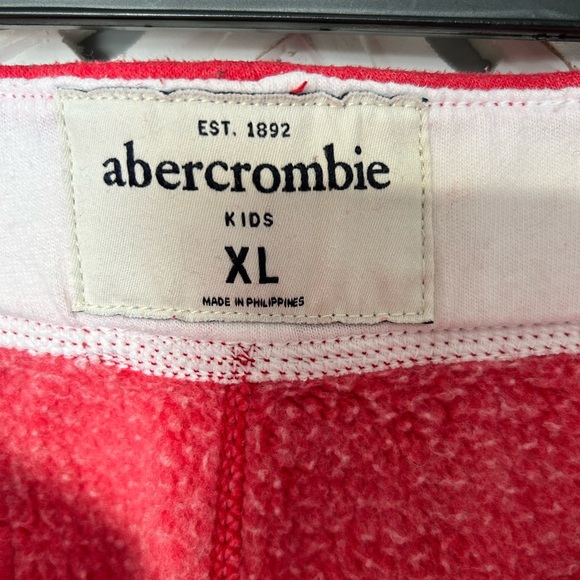 EST. 1892
abercrombie
KIDS
XL
MADE IN PHILIPPINES